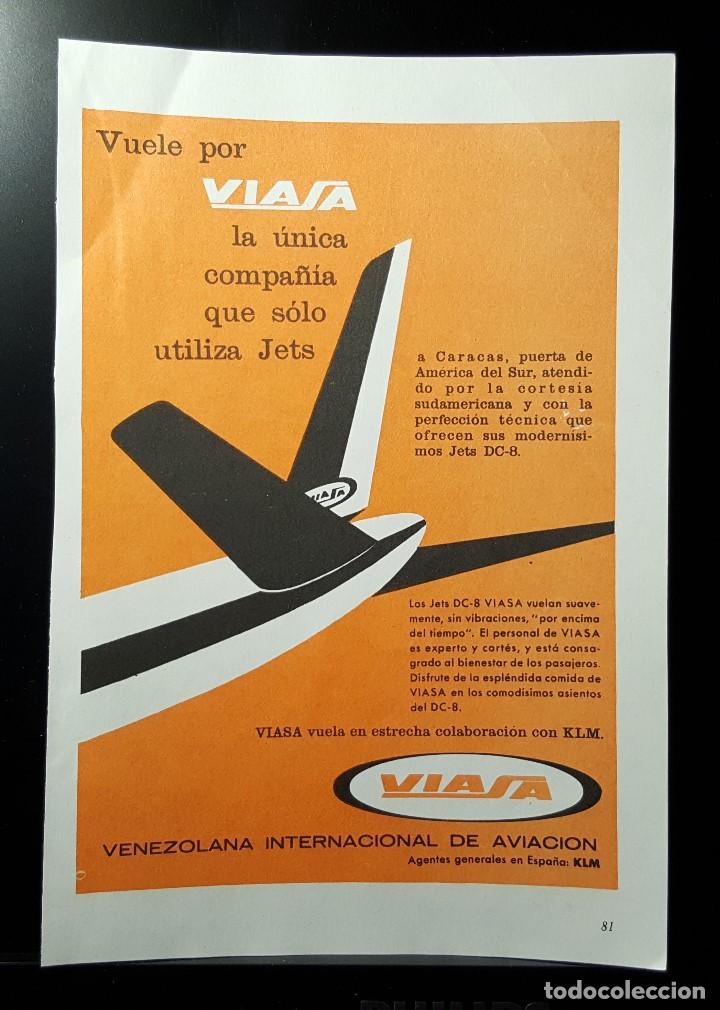 Vuele por
VIASA
la única
compañía
que sólo
utiliza Jets
a Caracas, puerta de
América del Sur, atendi-
do por la cortesía
sudamericana y con la
perfección técnica que
ofrecen sus modernísi-
mos Jets DC-8.
VIASA
Los Jets DC-8 VIASA vuelan suave-
mente, sin vibraciones, "por encima
del tiempo". El personal de VIASA
es experto y cortés, y está consa-
grado al bienestar de los pasajeros.
Disfrute de la espléndida comida de
VIASA en los comodísimos asientos
del DC-8.
VIASA vuela en estrecha colaboración con KLM.
VIASA
VENEZOLANA INTERNACIONAL DE AVIACION
Agentes generales en España: KLM
81
todocoleccion